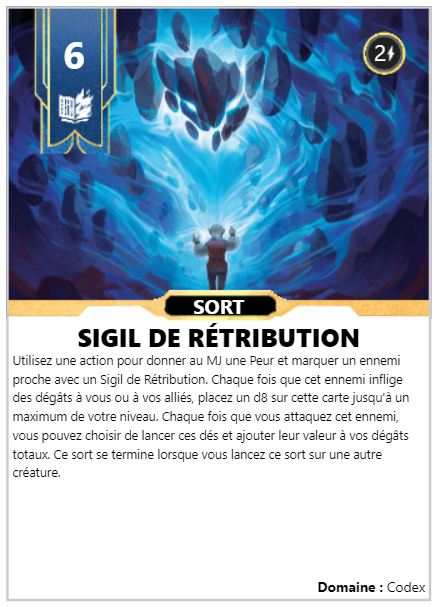 6
2
SORT
SIGIL DE RÉTRIBUTION
Utilisez une action pour donner au MJ une Peur et marquer un ennemi
proche avec un Sigil de Rétribution. Chaque fois que cet ennemi inflige
des dégâts à vous ou à vos alliés, placez un d8 sur cette carte jusqu'à un
maximum de votre niveau. Chaque fois que vous attaquez cet ennemi,
vous pouvez choisir de lancer ces dés et ajouter leur valeur à vos dégâts
totaux. Ce sort se termine lorsque vous lancez ce sort sur une autre
créature.
Domaine : Codex